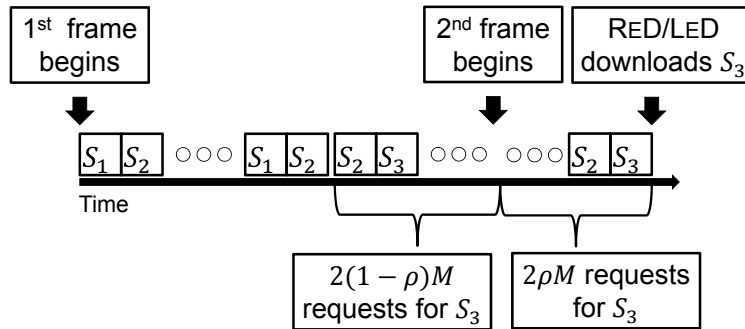 1st frame
begins
2nd frame
begins
RED/LED
downloads S3
S1 S2 ○○○ S1 S2 S2 S3 ○○○ ○○○ S2 S3
Time
2(1 − ρ)M
requests for S3
2ρM requests
for S3